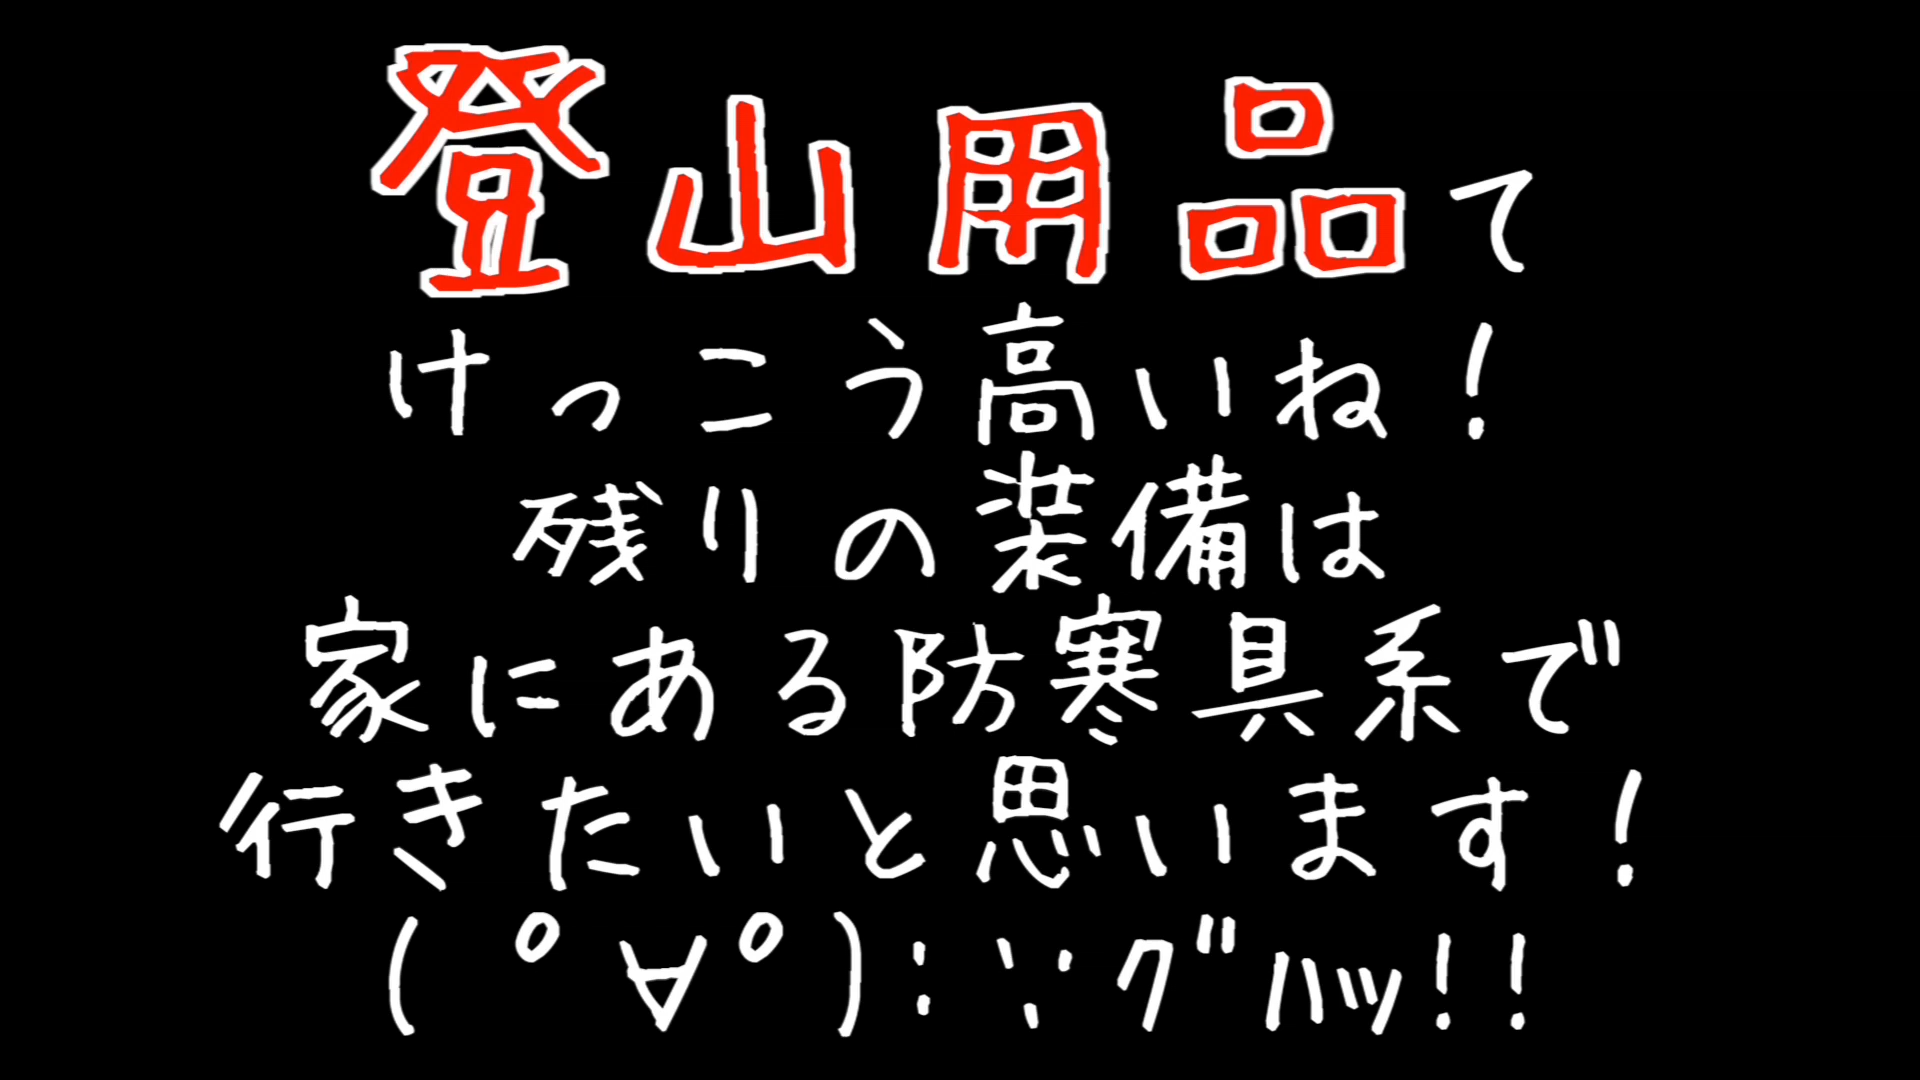 登山用品て
けっこう高いね!
残りの装備は
家にある防寒具系で
行きたいと思います!
(ﾟ∀ﾟ):∵ｸﾞﾊｯ!!